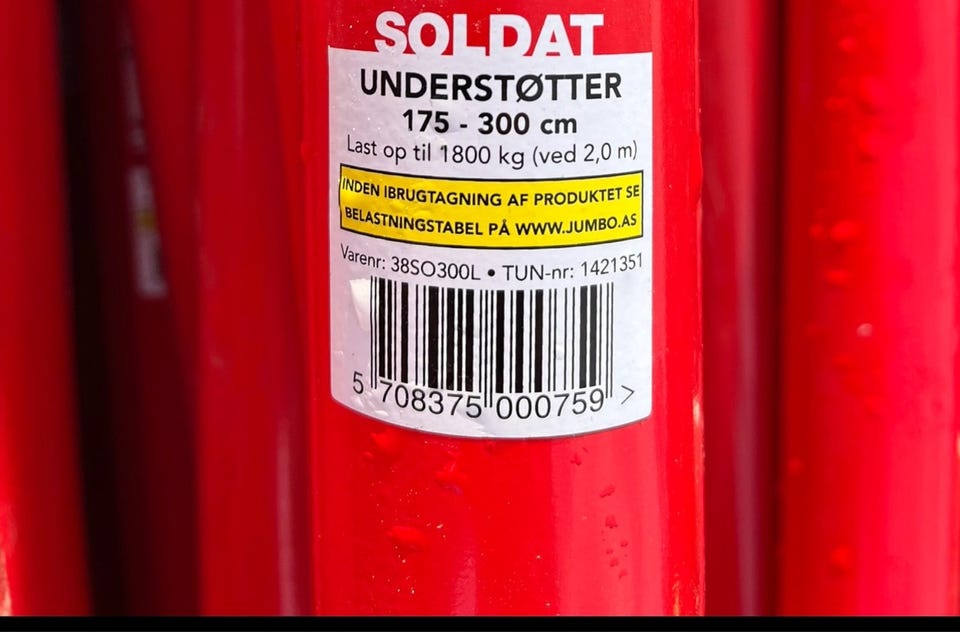 SOLDAT
UNDERSTØTTER
175 - 300 cm
Last op til 1800 kg (ved 2,0 m)
INDEN IBRUGTAGNING AF PRODUKTET SE
BELASTNINGSTABEL PÅ WWW.JUMBO.AS
Varenr: 38SO300L • TUN-nr: 1421351
5 708375 000759 >